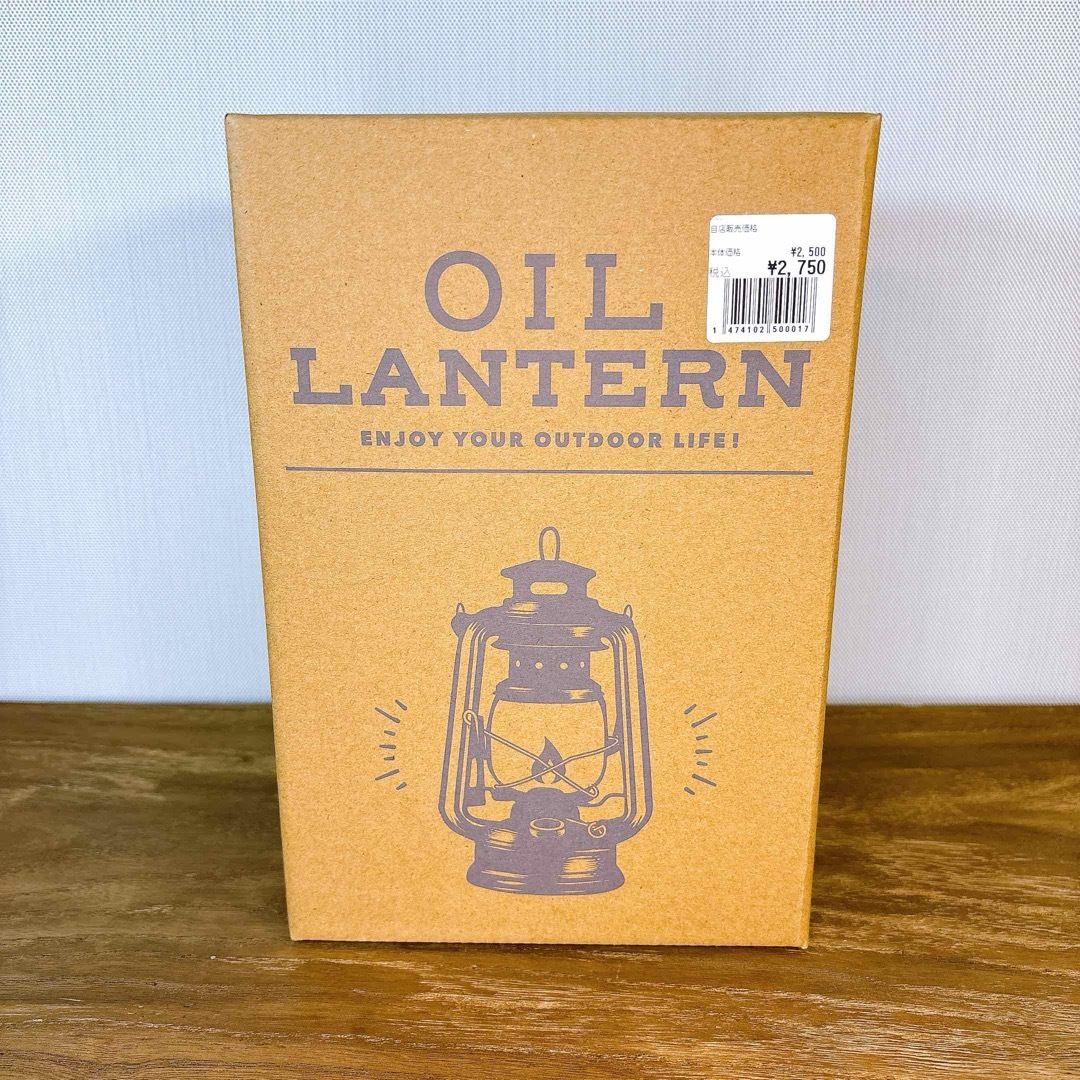 自店販売価格
本体価格 ¥2,500
税込 ¥2,750
1 474102 500017
OIL
LANTERN
ENJOY YOUR OUTDOOR LIFE!